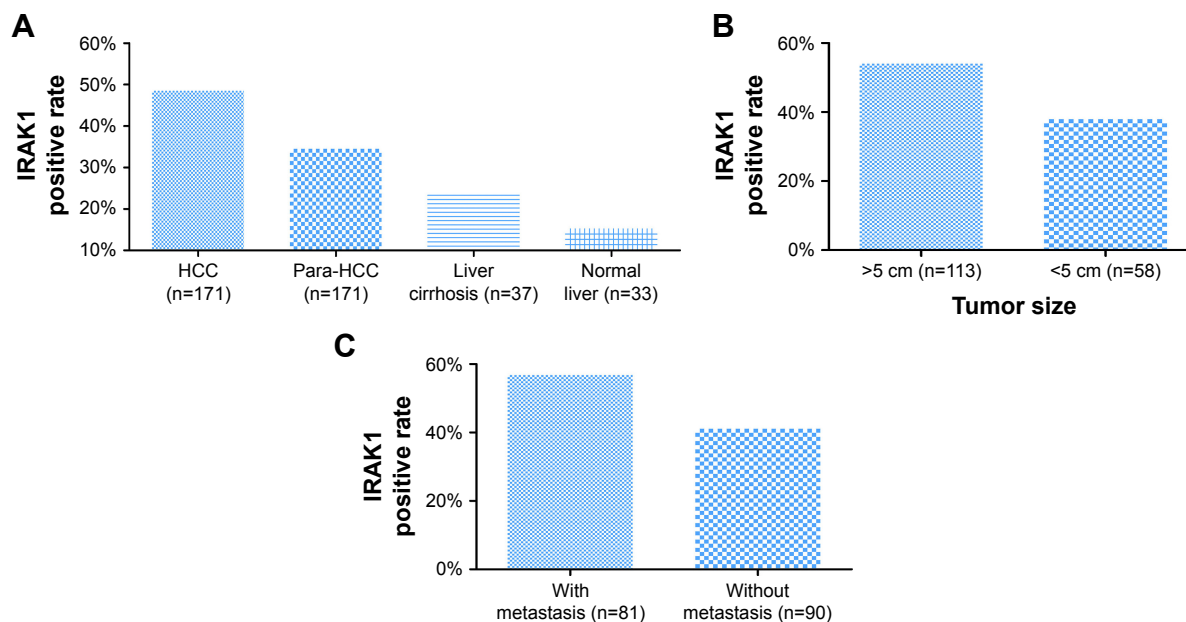 A
IRAK1
positive rate
60%
50%
40%
30%
20%
10%
HCC
(n=171)
Para-HCC
(n=171)
Liver
cirrhosis (n=37)
Normal
liver (n=33)
B
IRAK1
positive rate
60%
40%
20%
0%
>5 cm (n=113)
<5 cm (n=58)
Tumor size
C
IRAK1
positive rate
60%
40%
20%
0%
With
metastasis (n=81)
Without
metastasis (n=90)